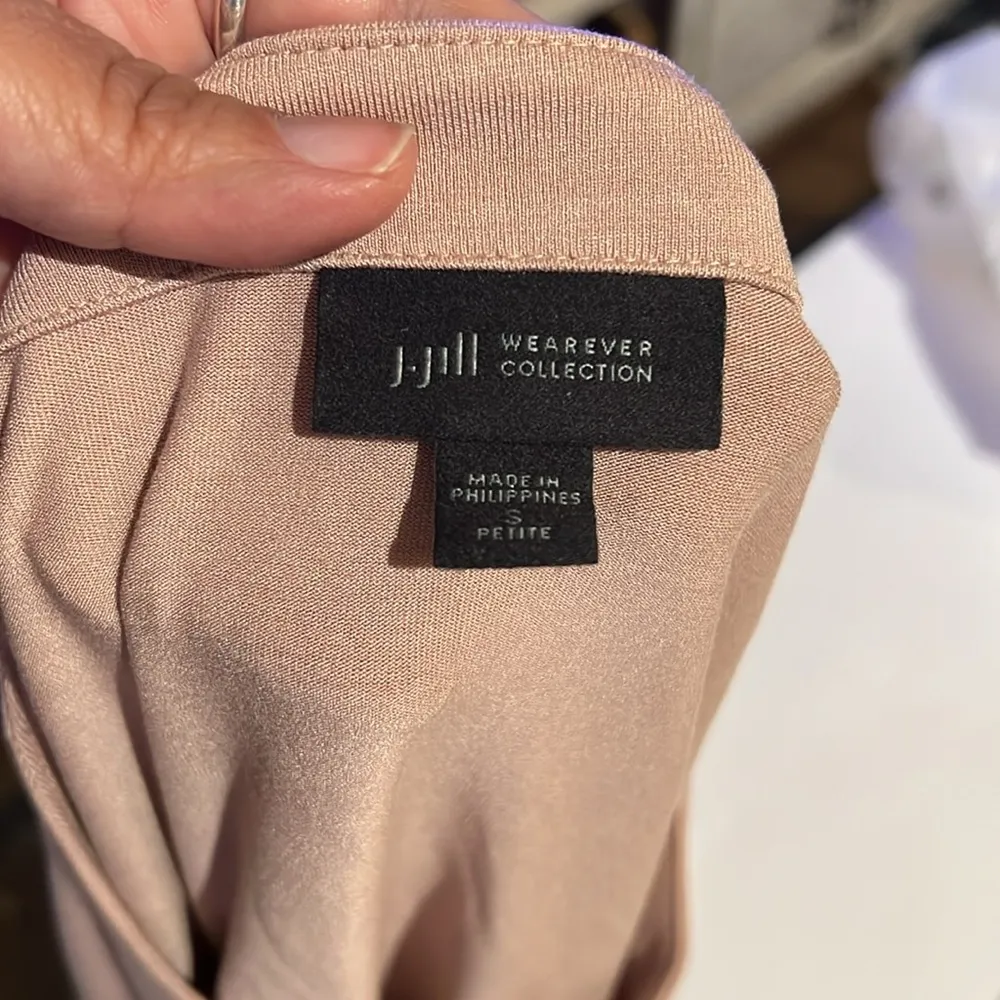 j.jill WEAREVER
COLLECTION
MADE IN
PHILIPPINES
S
PETITE